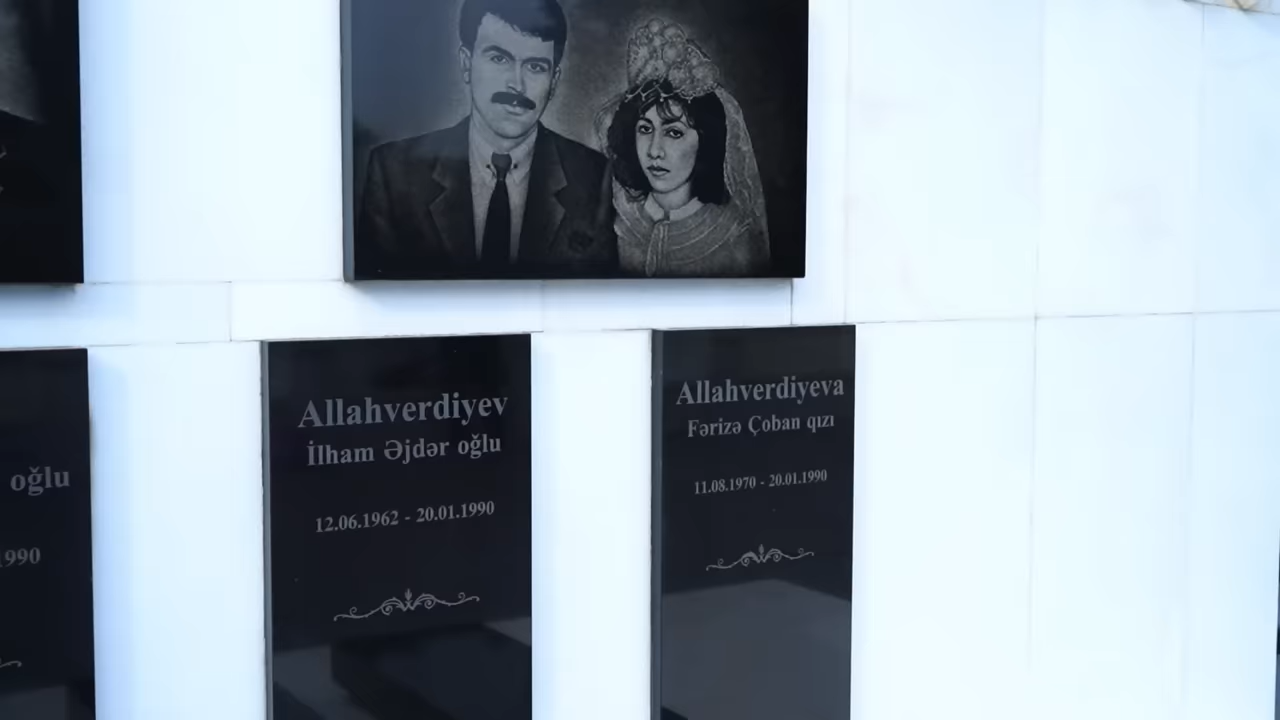 oğlu
1990
Allahverdiyev
İlham Əjdər oğlu
12.06.1962 - 20.01.1990
Allahverdiyeva
Fərizə Çoban qızı
11.08.1970 - 20.01.1990